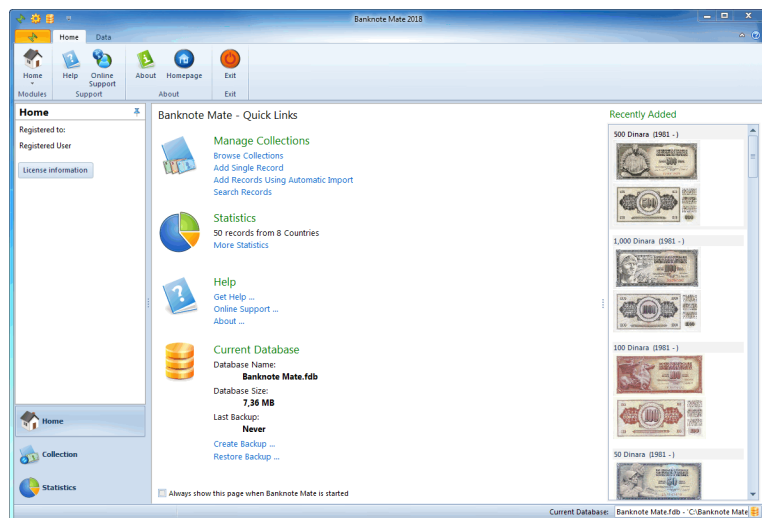 Banknote Mate 2018
Home Data
Home Help Online Support About Homepage Exit
Modules Support About Exit
Home
Registered to:
Registered User
License information
Home
Collection
Statistics
Banknote Mate - Quick Links
Manage Collections
Browse Collections
Add Single Record
Add Records Using Automatic Import
Search Records
Statistics
50 records from 8 Countries
More Statistics
Help
Get Help ...
Online Support ...
About ...
Current Database
Database Name:
Banknote Mate.fdb
Database Size:
7,36 MB
Last Backup:
Never
Create Backup ...
Restore Backup ...
Always show this page when Banknote Mate is started
Recently Added
500 Dinara (1981 - )
1,000 Dinara (1981 - )
100 Dinara (1981 - )
50 Dinara (1981 - )
Current Database: Banknote Mate.fdb - 'C:\Banknote Mate